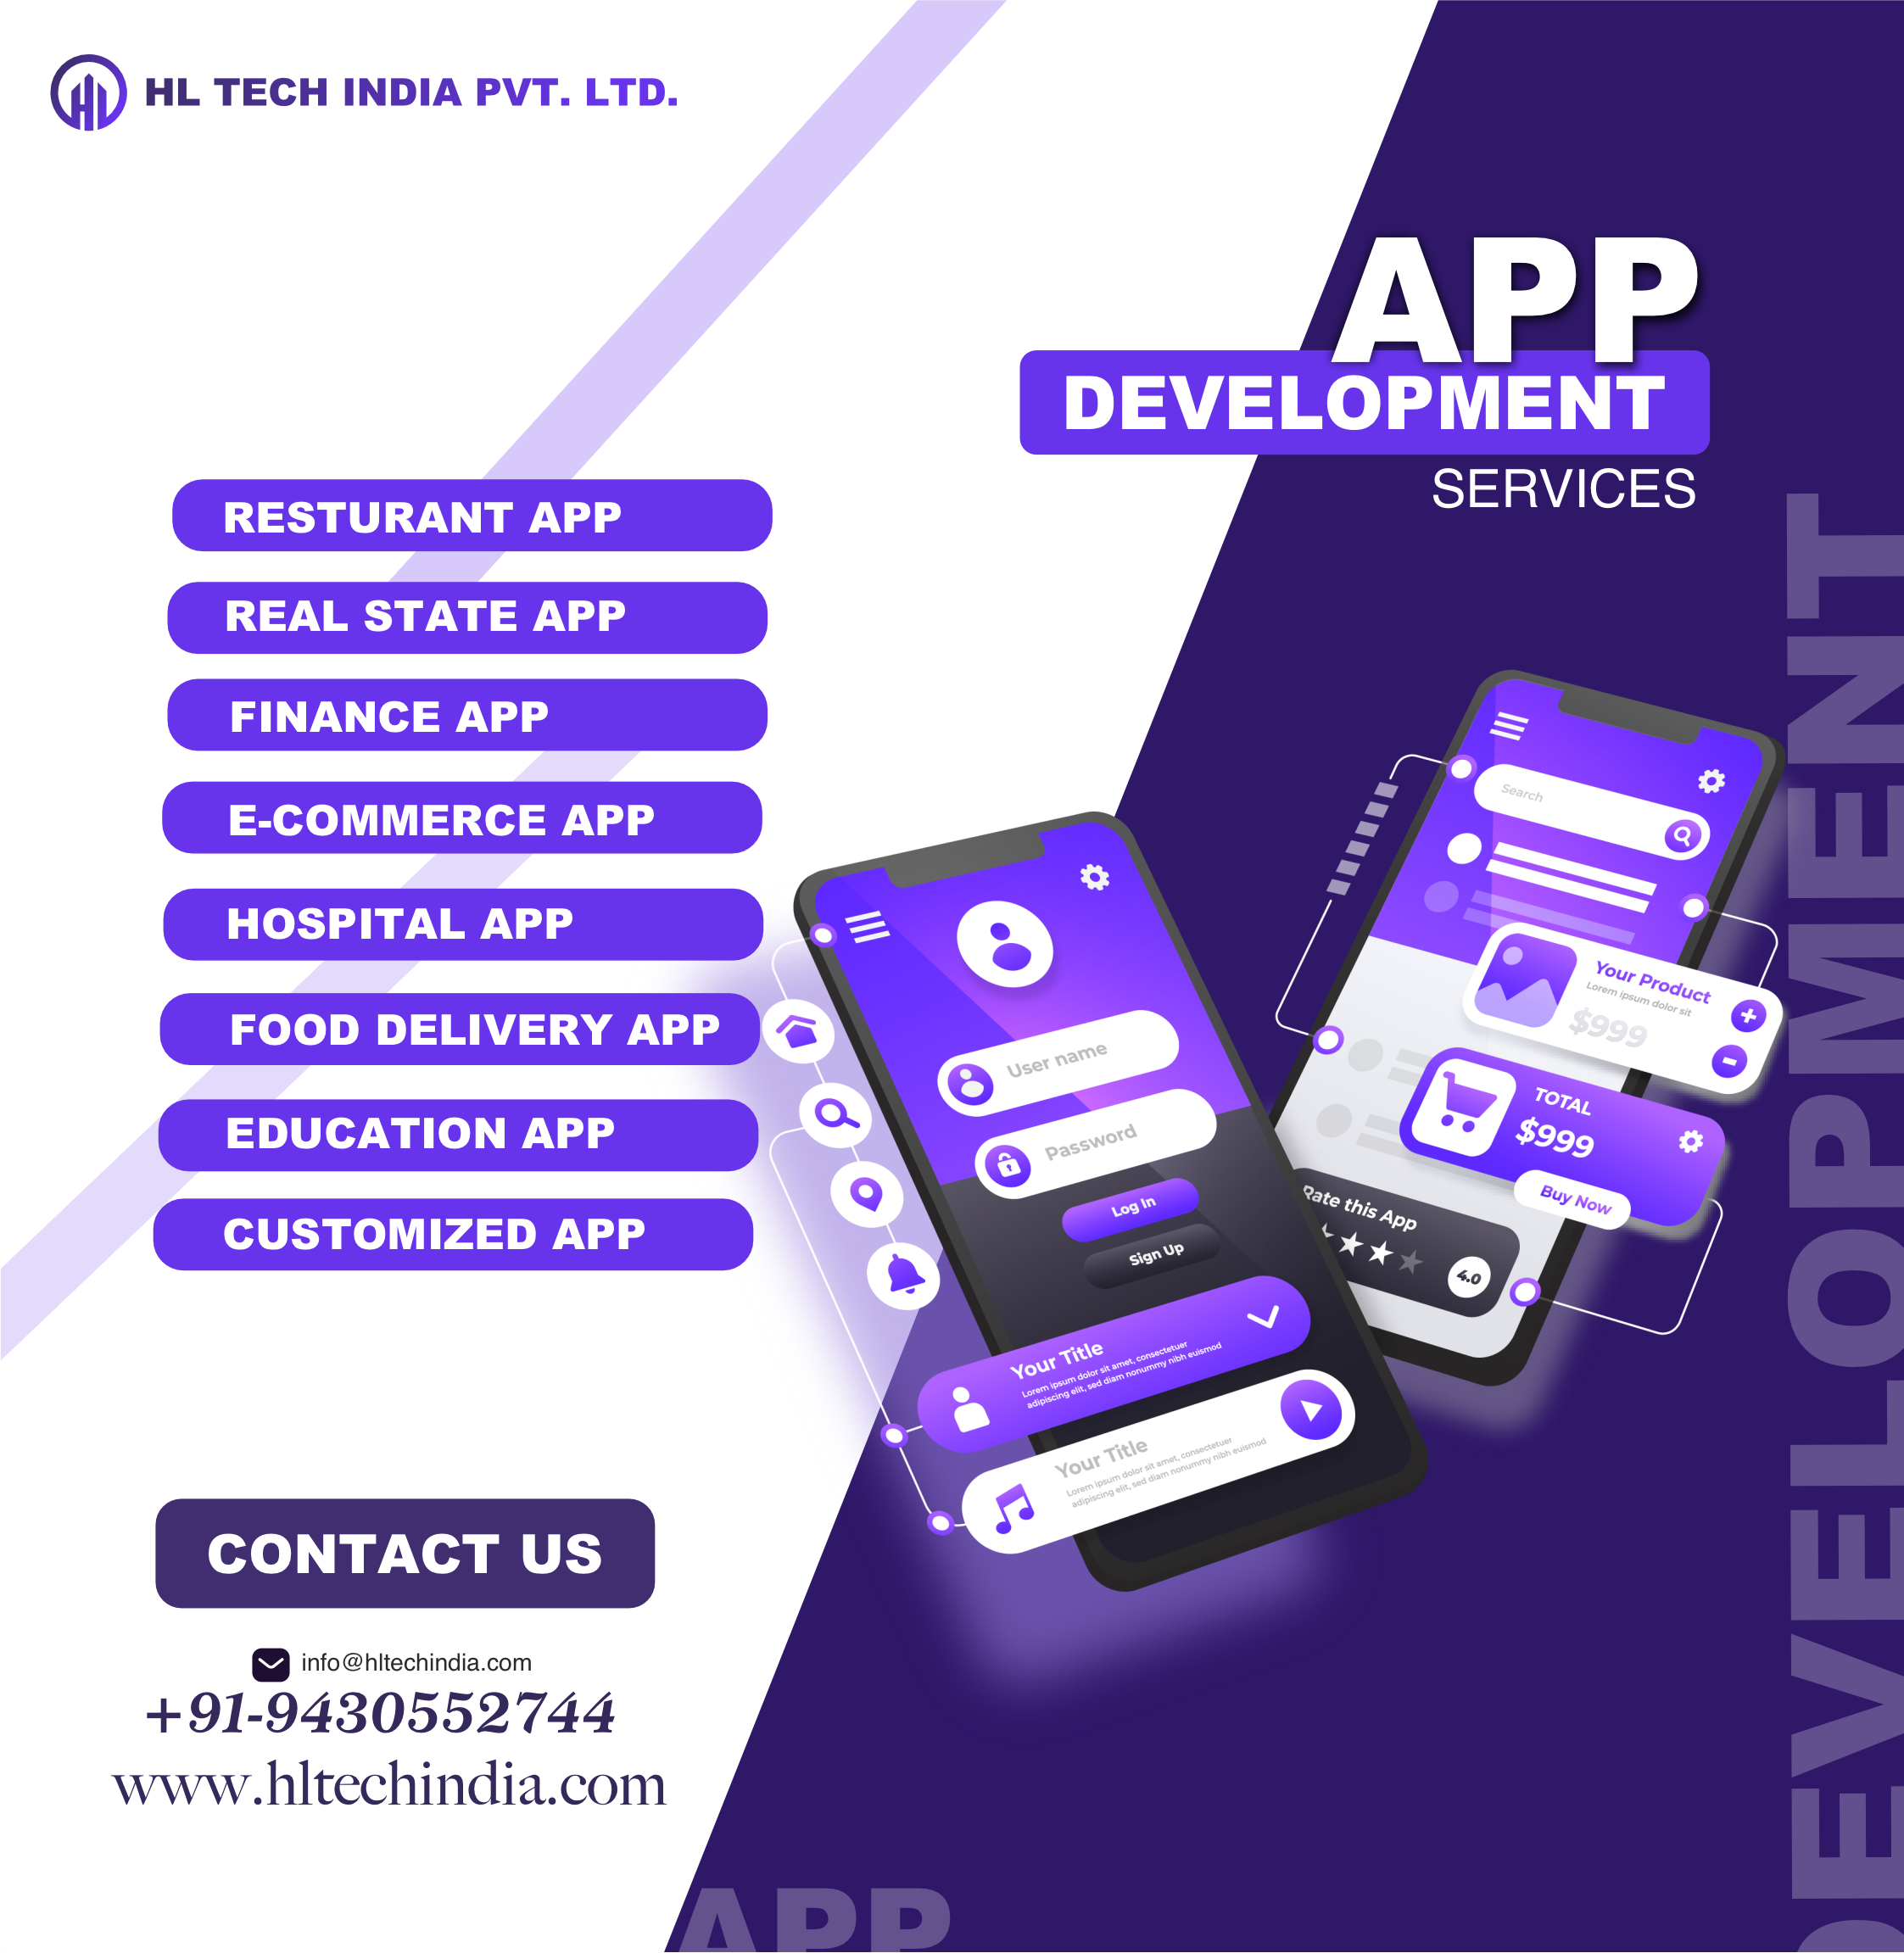 HL TECH INDIA PVT. LTD.
APP
DEVELOPMENT
SERVICES
RESTURANT APP
REAL STATE APP
FINANCE APP
E-COMMERCE APP
HOSPITAL APP
FOOD DELIVERY APP
EDUCATION APP
CUSTOMIZED APP
CONTACT US
info@hltechindia.com
+91-9430552744
www.hltechindia.com
User name
Password
Log In
Sign Up
Your Title
Lorem ipsum dolor sit amet, consectetuer
adipiscing elit, sed diam nonummy nibh euismod
Your Title
Lorem ipsum dolor sit amet, consectetuer
adipiscing elit, sed diam nonummy nibh euismod
Search
Your Product
Lorem ipsum dolor sit
$999
TOTAL
$999
Buy Now
Rate this App
4.0
DEVELOPMENT
APP